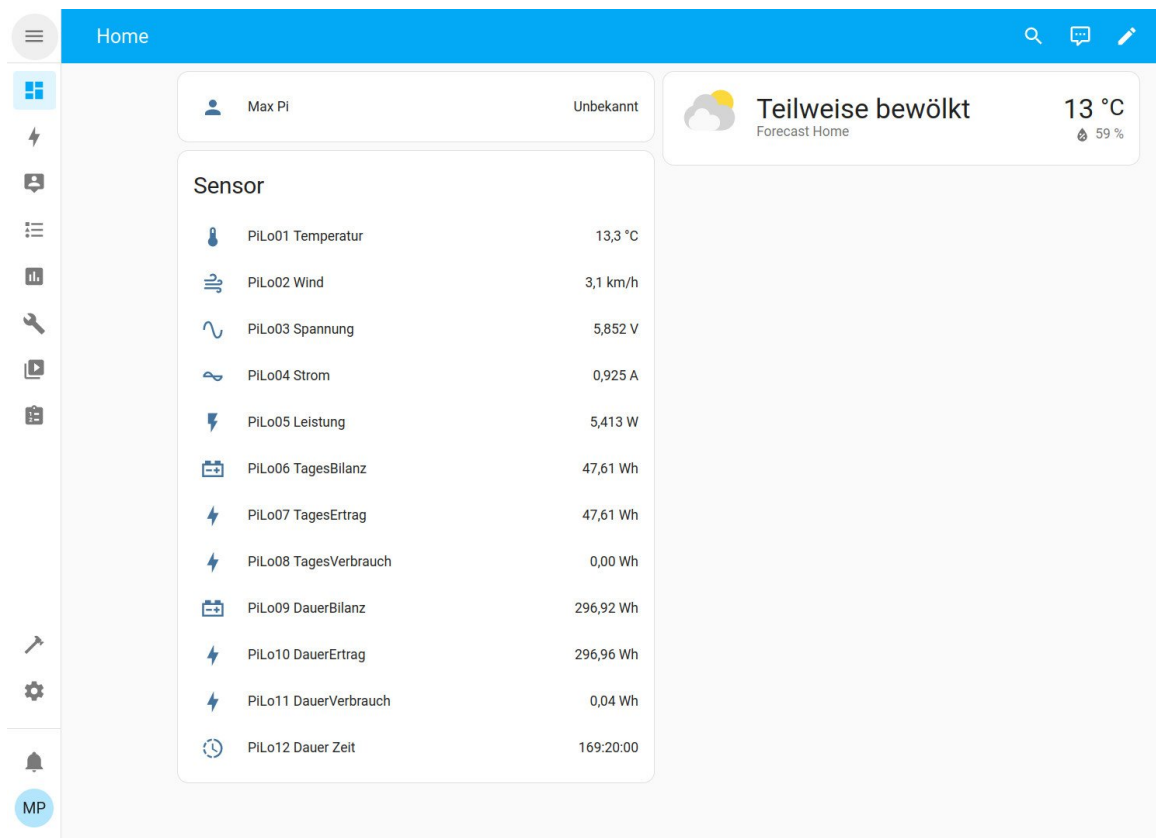 Home
Max Pi Unbekannt
Teilweise bewölkt 13 °C
Forecast Home 59 %
Sensor
PiLo01 Temperatur 13,3 °C
PiLo02 Wind 3,1 km/h
PiLo03 Spannung 5,852 V
PiLo04 Strom 0,925 A
PiLo05 Leistung 5,413 W
PiLo06 TagesBilanz 47,61 Wh
PiLo07 TagesErtrag 47,61 Wh
PiLo08 TagesVerbrauch 0,00 Wh
PiLo09 DauerBilanz 296,92 Wh
PiLo10 DauerErtrag 296,96 Wh
PiLo11 DauerVerbrauch 0,04 Wh
PiLo12 Dauer Zeit 169:20:00
MP